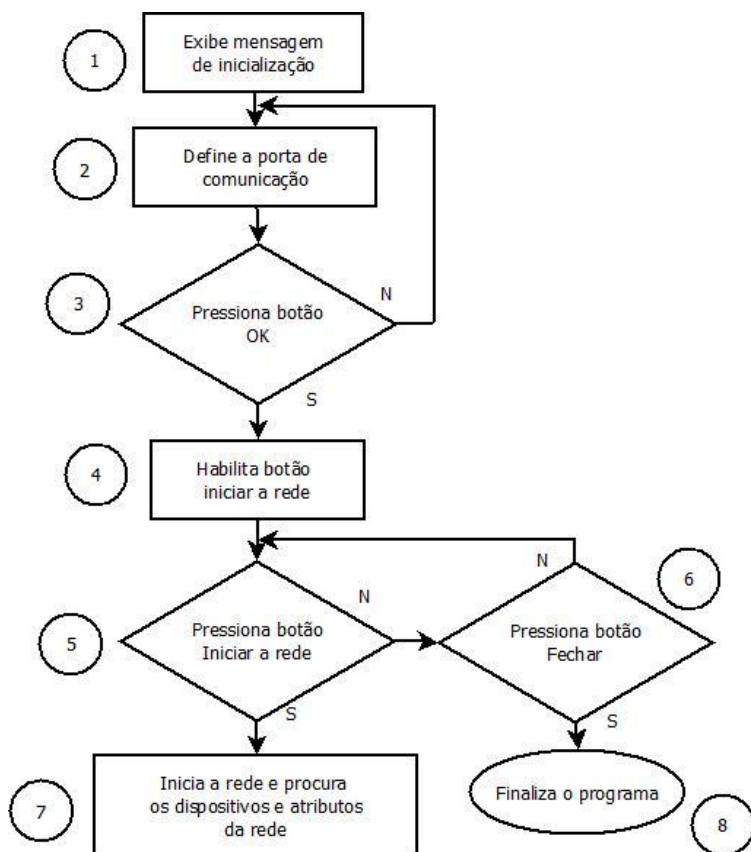 1
Exibe mensagem
de inicialização
2
Define a porta de
comunicação
3
Pressiona botão
OK
N
S
4
Habilita botão
iniciar a rede
5
Pressiona botão
Iniciar a rede
N
S
6
Pressiona botão
Fechar
N
S
7
Inicia a rede e procura
os dispositivos e atributos
da rede
Finaliza o programa
8